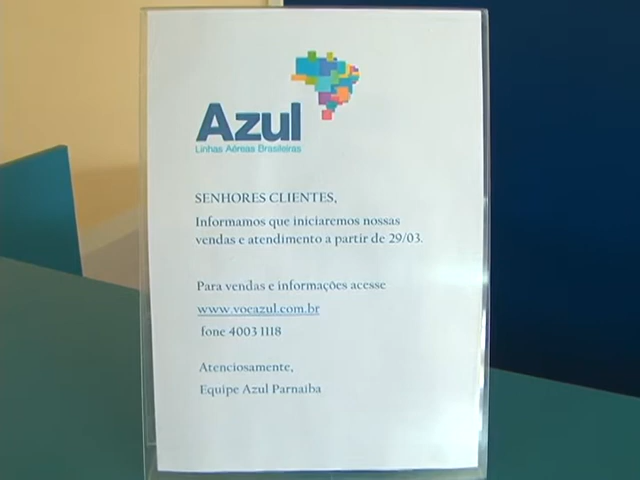 Azul
Linhas Aéreas Brasileiras
SENHORES CLIENTES,
Informamos que iniciaremos nossas
vendas e atendimento a partir de 29/03.
Para vendas e informações acesse
www.voeazul.com.br
fone 4003 1118
Atenciosamente,
Equipe Azul Parnaiba